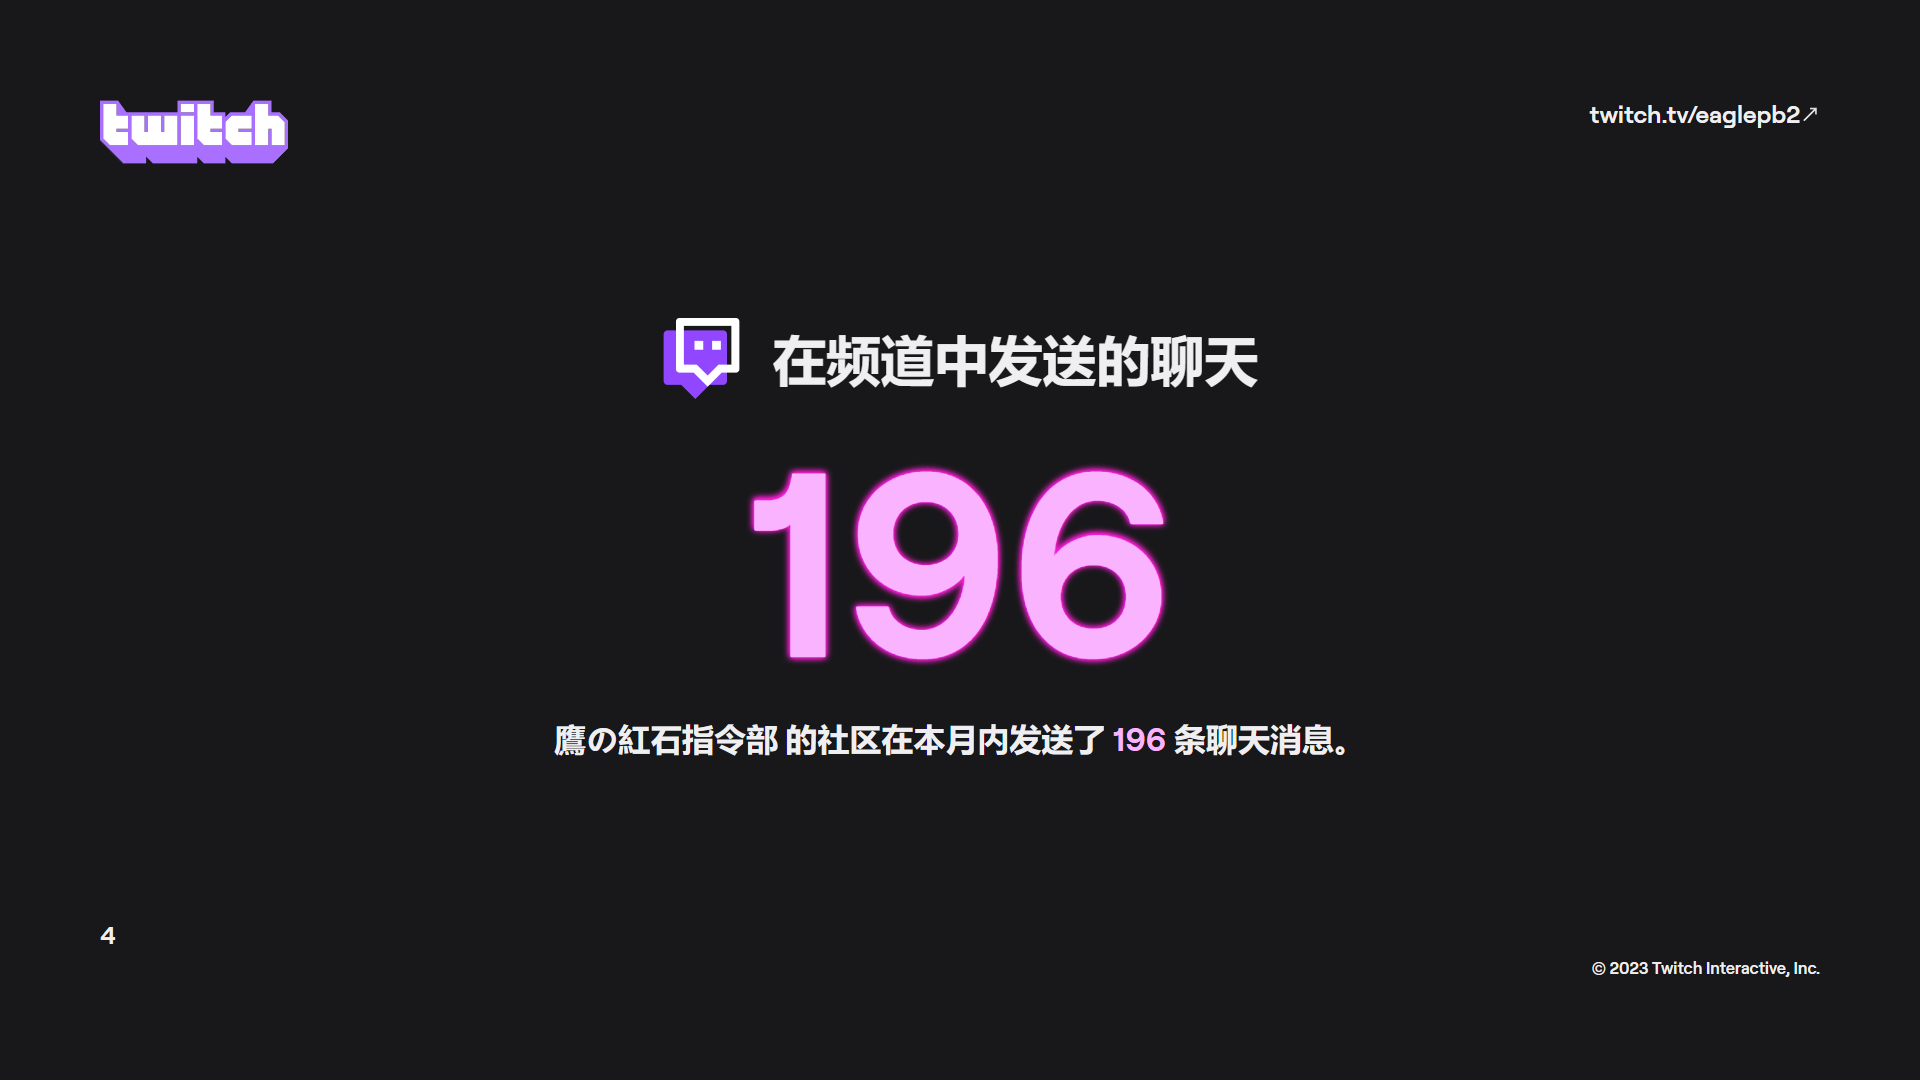 twitch
twitch.tv/eaglepb2↗
在频道中发送的聊天
196
鷹の紅石指令部 的社区在本月内发送了 196 条聊天消息。
4
© 2023 Twitch Interactive, Inc.